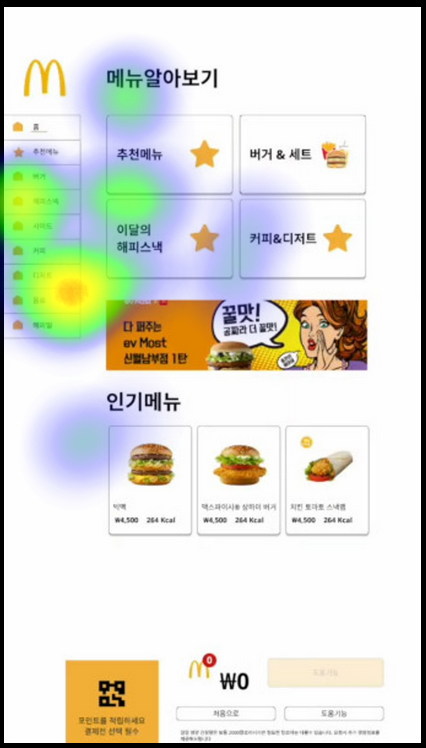 메뉴알아보기
홈
추천메뉴
버거
해피스낵
사이드
커피
디저트
음료
해피밀
추천메뉴
버거 & 세트
이달의
해피스낵
커피&디저트
다 퍼주는
ev Most
신범남부점 1탄
꿀맛!
공짜라 더 꿀맛!
인기메뉴
빅맥
₩4,500 264 Kcal
맥스파이시® 상하이 버거
₩4,500 264 Kcal
치킨 토마토 스낵랩
₩4,500 264 Kcal
0
₩0
도움기능
포인트를 적립하세요
결제전 선택 필수
처음으로
도움기능